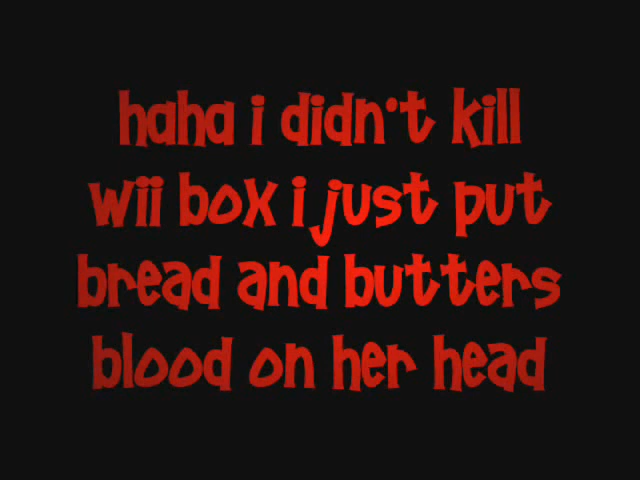 haha i didn't kill
wii box i just put
bread and butters
blood on her head